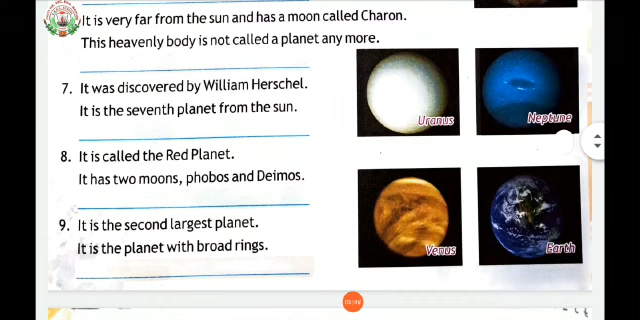 It is very far from the sun and has a moon called Charon.
This heavenly body is not called a planet any more.
7. It was discovered by William Herschel.
It is the seventh planet from the sun.
8. It is called the Red Planet.
It has two moons, phobos and Deimos.
9. It is the second largest planet.
It is the planet with broad rings.
Uranus
Neptune
Venus
Earth
03:06